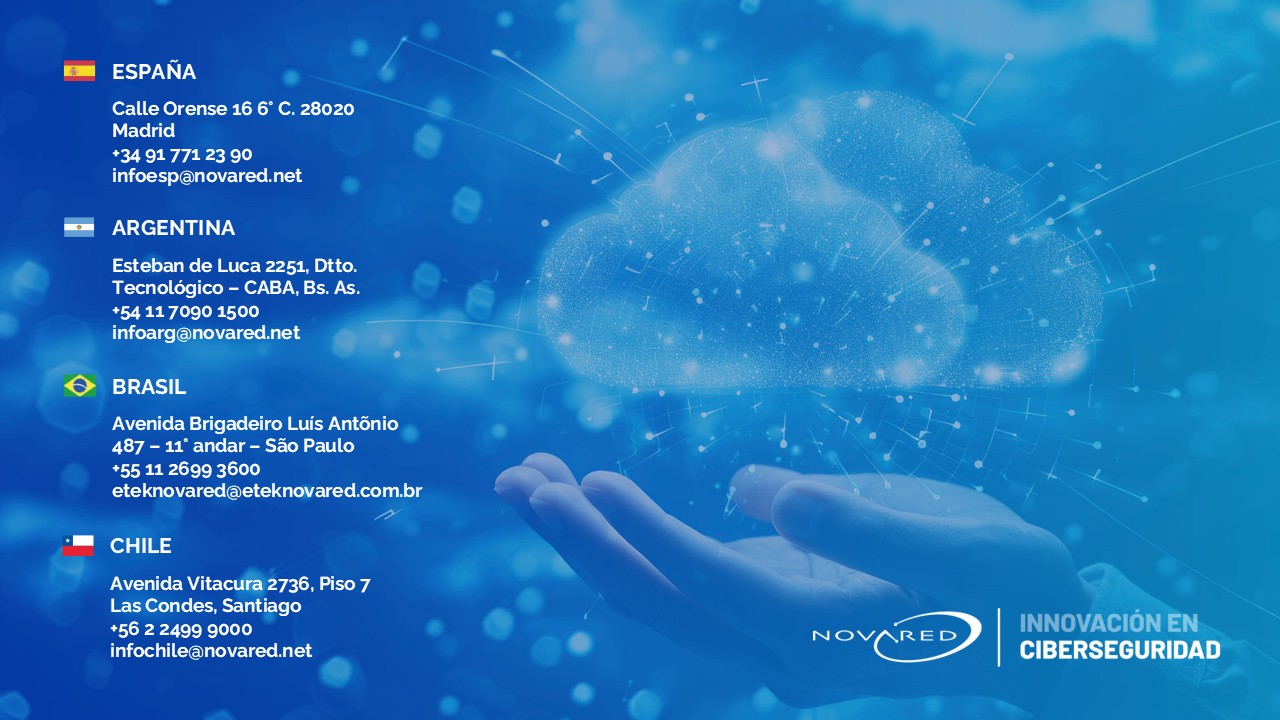 ESPAÑA
Calle Orense 16 6° C. 28020
Madrid
+34 91 771 23 90
infoesp@novared.net
ARGENTINA
Esteban de Luca 2251, Dtto.
Tecnológico – CABA, Bs. As.
+54 11 7090 1500
infoarg@novared.net
BRASIL
Avenida Brigadeiro Luís Antõnio
487 – 11° andar – São Paulo
+55 11 2699 3600
eteknovared@eteknovared.com.br
CHILE
Avenida Vitacura 2736, Piso 7
Las Condes, Santiago
+56 2 2499 9000
infochile@novared.net
NOVARED
INNOVACIÓN EN
CIBERSEGURIDAD